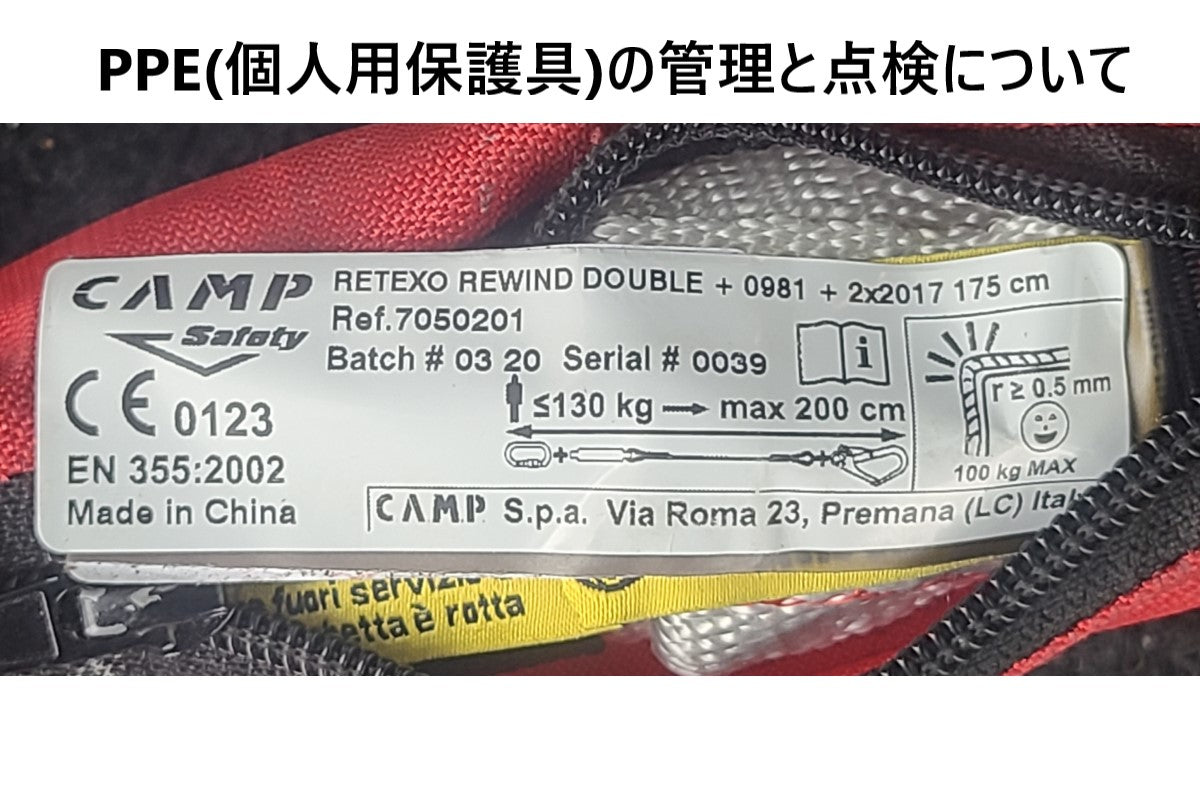 PPE(個人用保護具)の管理と点検について
CAMP
Safety
RETEXO REWIND DOUBLE + 0981 + 2x2017 175 cm
Ref.7050201
Batch # 03 20 Serial # 0039
i
CE 0123
≤130 kg max 200 cm
r ≥ 0.5 mm
100 kg MAX
EN 355:2002
Made in China
CAMP S.p.a. Via Roma 23, Premana (LC)
fuori
è rotta